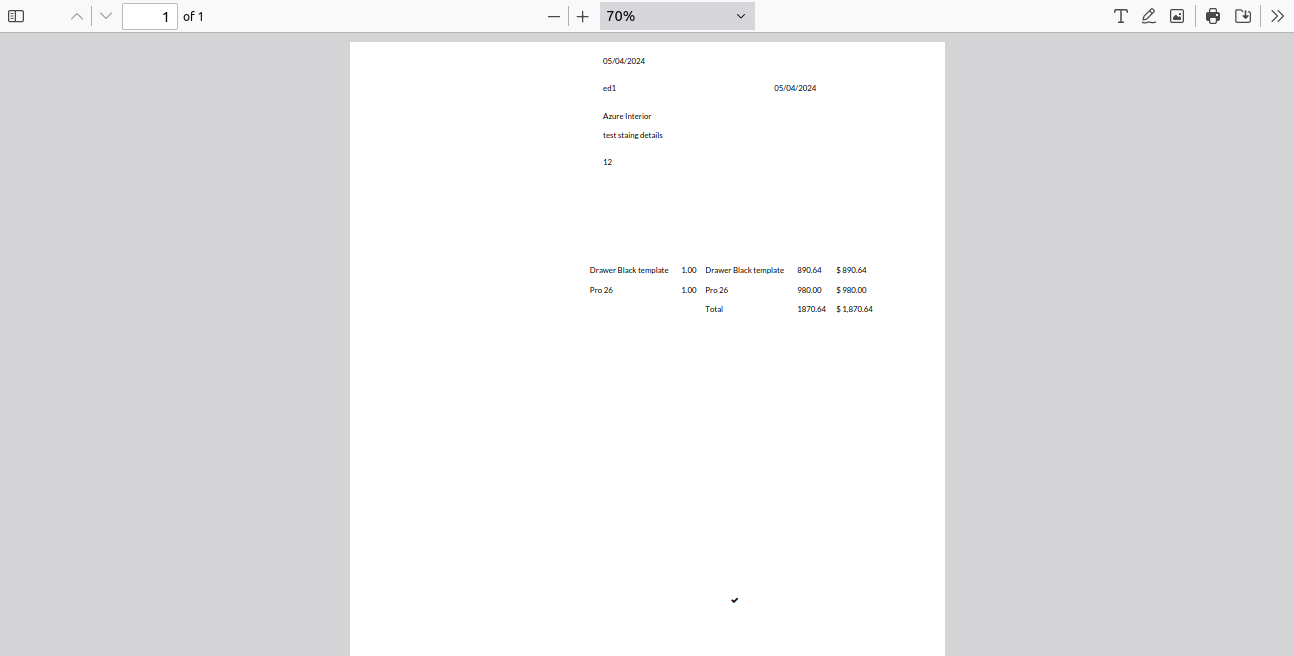 1 of 1 70%
05/04/2024
ed1 05/04/2024
Azure Interior
test staing details
12
Drawer Black template 1.00 Drawer Black template 890.64 $ 890.64
Pro 26 1.00 Pro 26 980.00 $ 980.00
Total 1870.64 $ 1,870.64